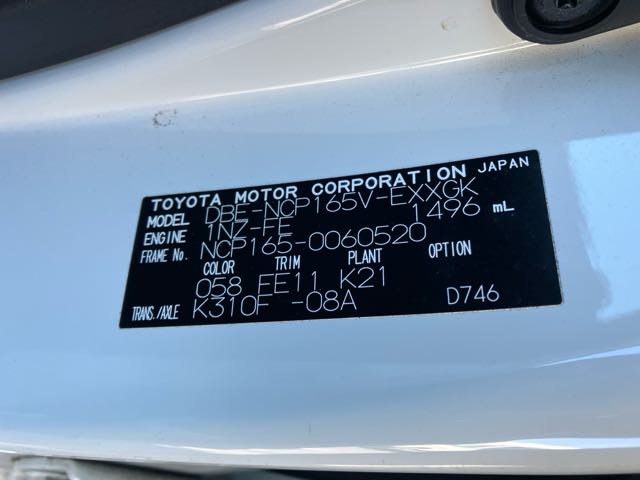 TOYOTA MOTOR CORPORATION JAPAN
MODEL DBE-NCP165V-EXXGK
ENGINE 1NZ-FE 1496 mL
FRAME No. NCP165-0060520
COLOR TRIM PLANT OPTION
058 FE11 K21
TRANS./AXLE K310F -08A D746